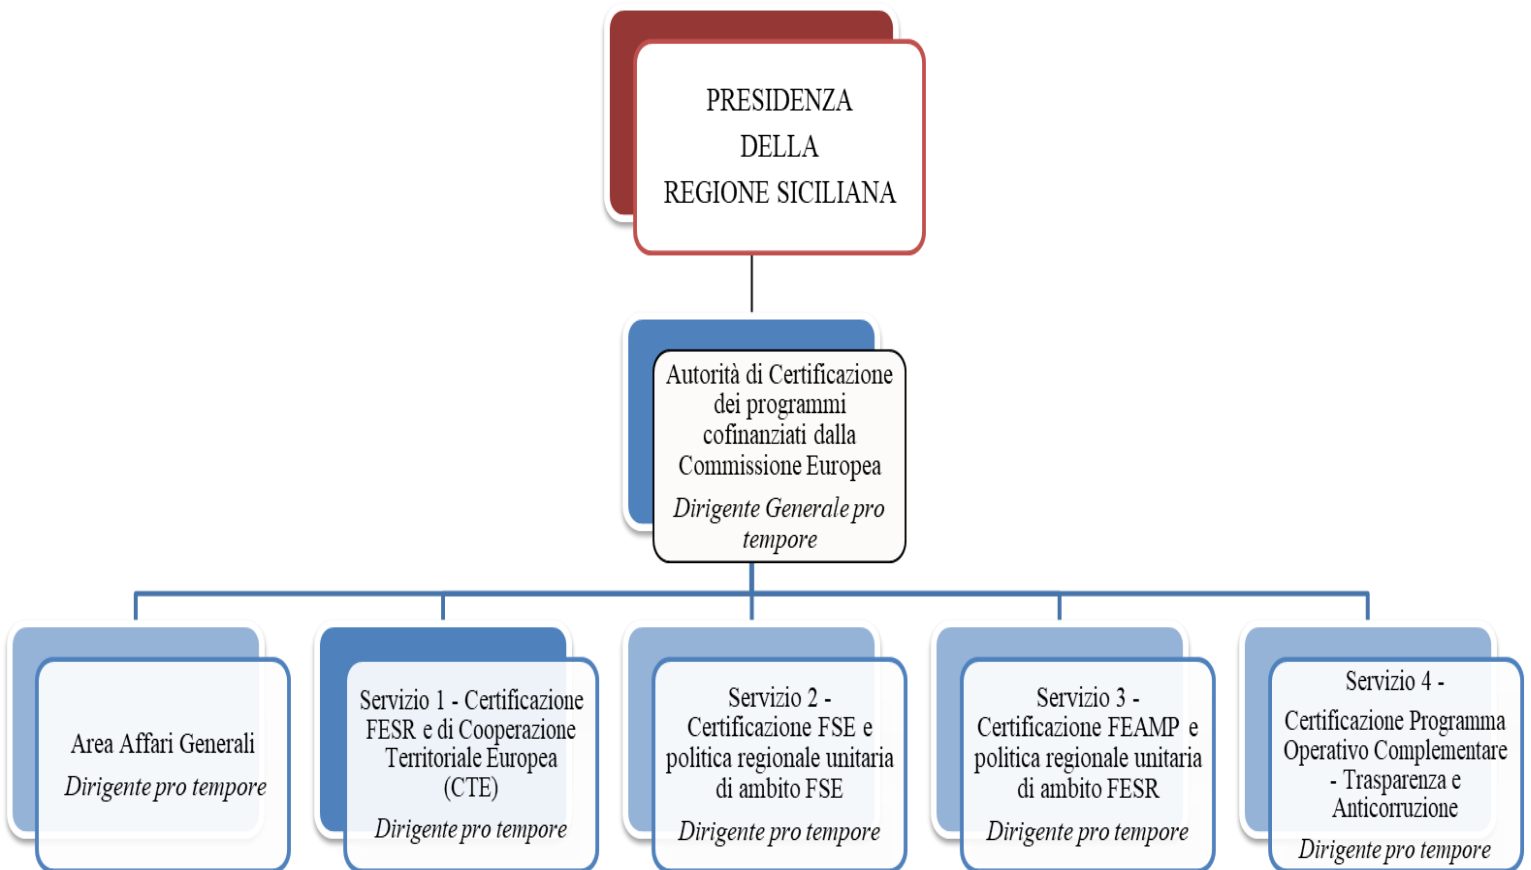 PRESIDENZA
DELLA
REGIONE SICILIANA
Autorità di Certificazione
dei programmi
cofinanziati dalla
Commissione Europea
Dirigente Generale pro
tempore
Area Affari Generali
Dirigente pro tempore
Servizio 1 - Certificazione
FESR e di Cooperazione
Territoriale Europea
(CTE)
Dirigente pro tempore
Servizio 2 -
Certificazione FSE e
politica regionale unitaria
di ambito FSE
Dirigente pro tempore
Servizio 3 -
Certificazione FEAMP e
politica regionale unitaria
di ambito FESR
Dirigente pro tempore
Servizio 4 -
Certificazione Programma
Operativo Complementare
- Trasparenza e
Anticorruzione
Dirigente pro tempore